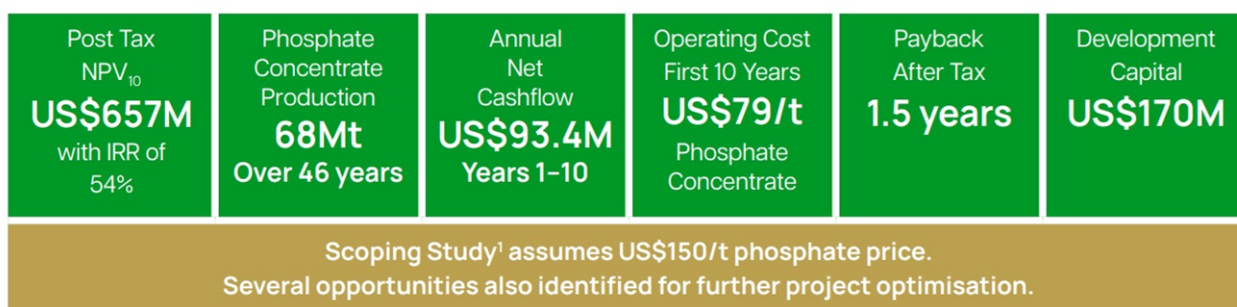 Post Tax
NPV₁₀
US$657M
with IRR of
54%
Phosphate
Concentrate
Production
68Mt
Over 46 years
Annual
Net
Cashflow
US$93.4M
Years 1–10
Operating Cost
First 10 Years
US$79/t
Phosphate
Concentrate
Payback
After Tax
1.5 years
Development
Capital
US$170M
Scoping Study¹ assumes US$150/t phosphate price.
Several opportunities also identified for further project optimisation.